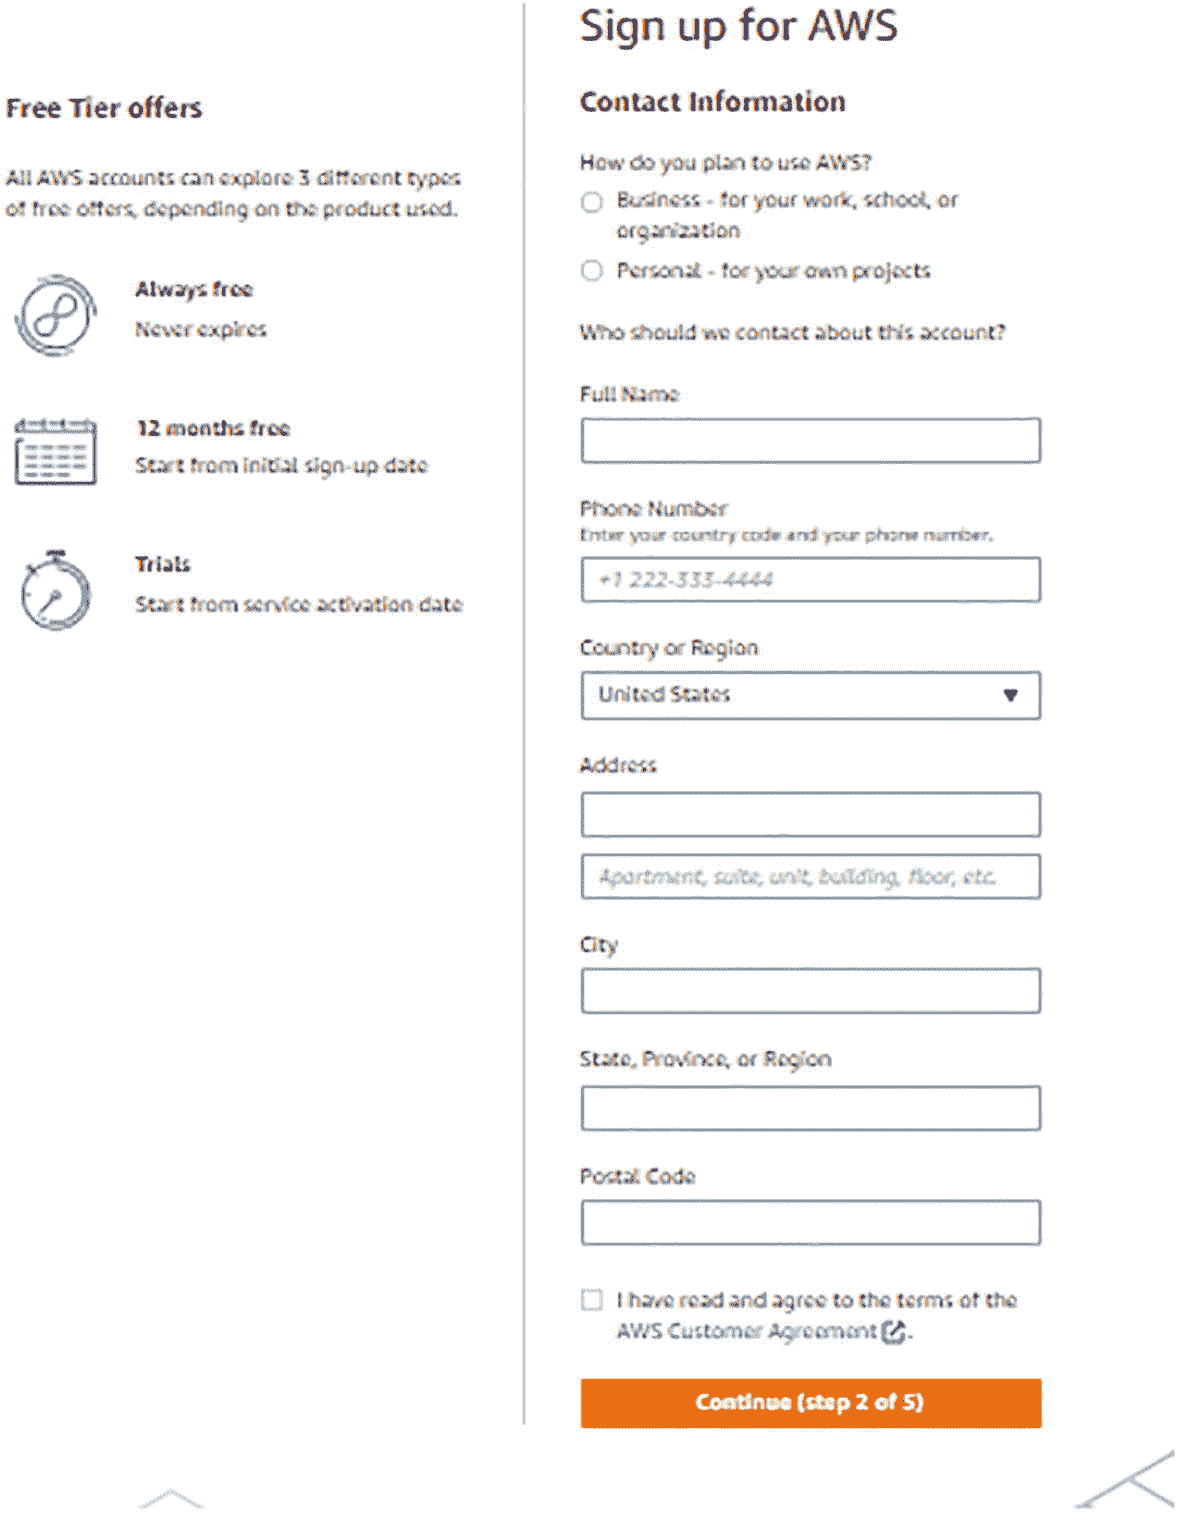 Free Tier offers
All AWS accounts can explore 3 different types
of free offers, depending on the product used.
Always free
Never expires
12 months free
Start from initial sign-up date
Trials
Start from service activation date
Sign up for AWS
Contact Information
How do you plan to use AWS?
Business - for your work, school, or
organization
Personal - for your own projects
Who should we contact about this account?
Full Name
Phone Number
Enter your country code and your phone number.
+1 222-333-4444
Country or Region
United States
Address
Apartment, suite, unit, building, floor, etc.
City
State, Province, or Region
Postal Code
I have read and agree to the terms of the
AWS Customer Agreement.
Continue (step 2 of 5)